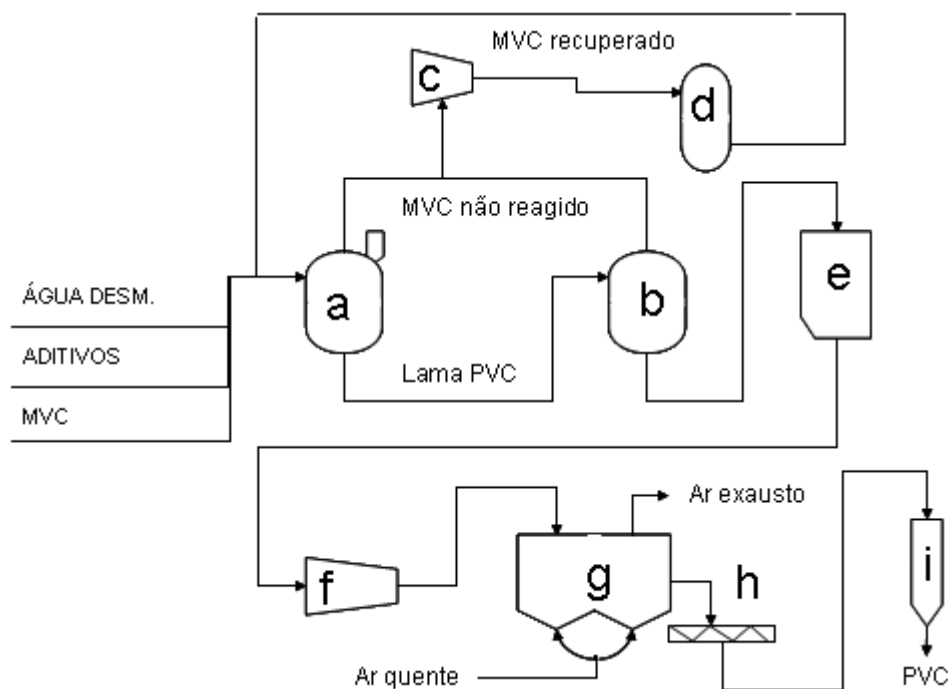 MVC recuperado
c
d
MVC não reagido
a
b
e
ÁGUA DESM.
ADITIVOS
MVC
Lama PVC
Ar exausto
f
g
h
i
Ar quente
PVC